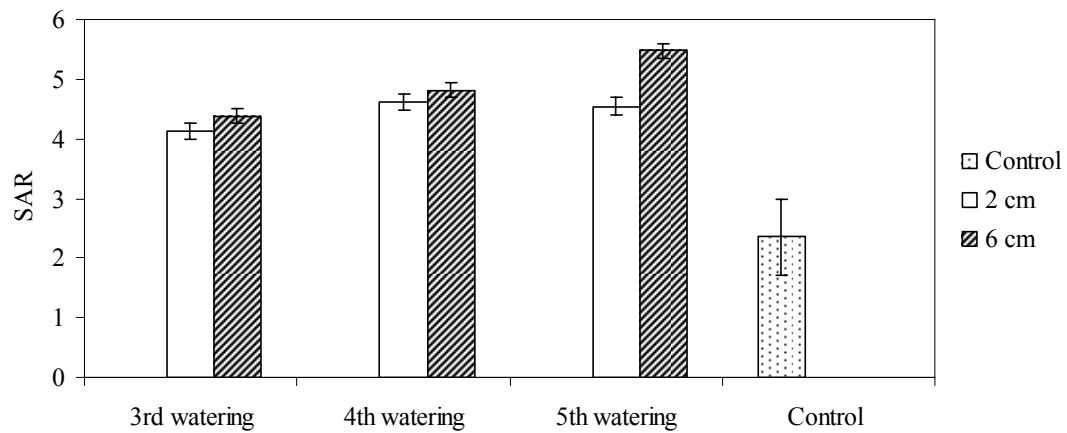 6
5
4
3
2
1
0
SAR
3rd watering
4th watering
5th watering
Control
Control
2 cm
6 cm